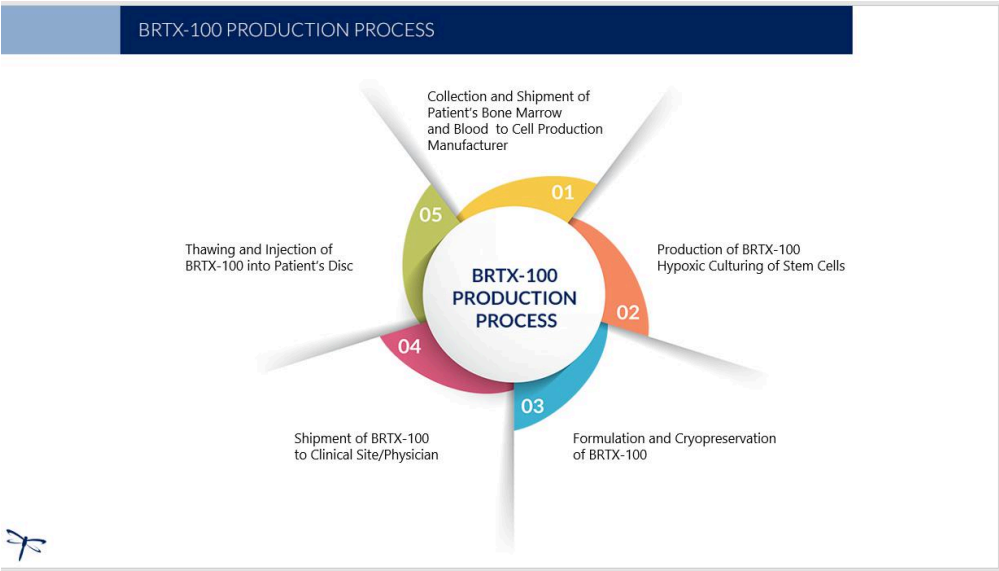 BRTX-100 PRODUCTION PROCESS
Collection and Shipment of
Patient's Bone Marrow
and Blood to Cell Production
Manufacturer
01
Production of BRTX-100
Hypoxic Culturing of Stem Cells
02
Formulation and Cryopreservation
of BRTX-100
03
Shipment of BRTX-100
to Clinical Site/Physician
04
Thawing and Injection of
BRTX-100 into Patient's Disc
05
BRTX-100
PRODUCTION
PROCESS